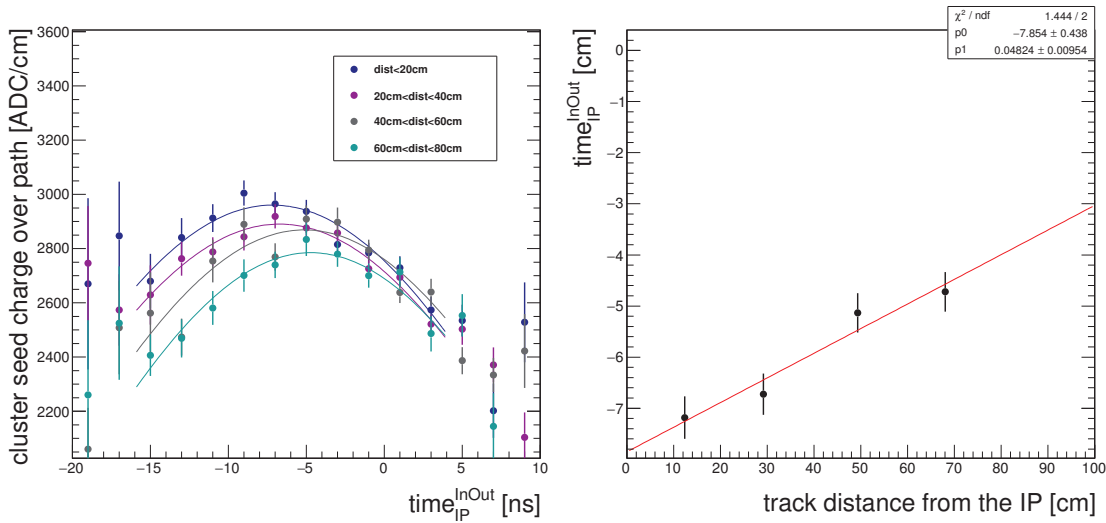 cluster seed charge over path [ADC/cm]
3600
3400
3200
3000
2800
2600
2400
2200
dist<20cm
20cm<dist<40cm
40cm<dist<60cm
60cm<dist<80cm
−20 −15 −10 −5 0 5 10
time_IP^InOut [ns]
χ² / ndf 1.444 / 2
p0 −7.854 ± 0.438
p1 0.04824 ± 0.00954
time_IP^InOut [cm]
0
−1
−2
−3
−4
−5
−6
−7
0 10 20 30 40 50 60 70 80 90 100
track distance from the IP [cm]